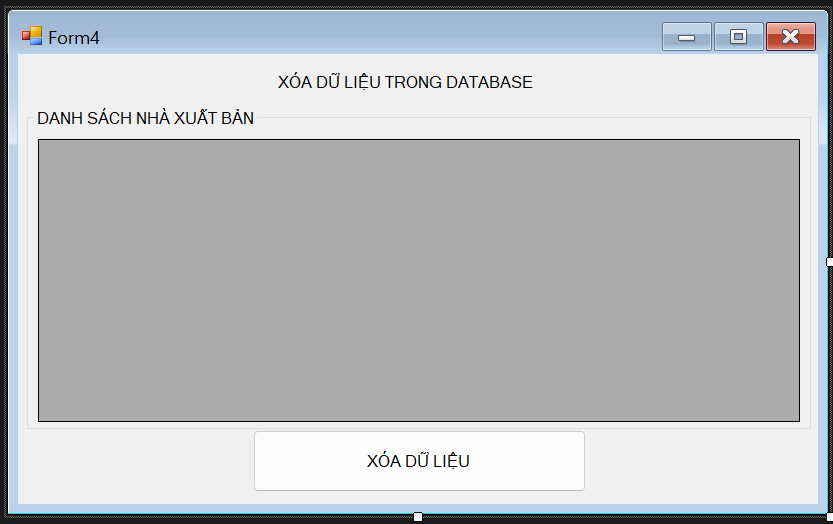 Form4
XÓA DỮ LIỆU TRONG DATABASE
DANH SÁCH NHÀ XUẤT BẢN
XÓA DỮ LIỆU